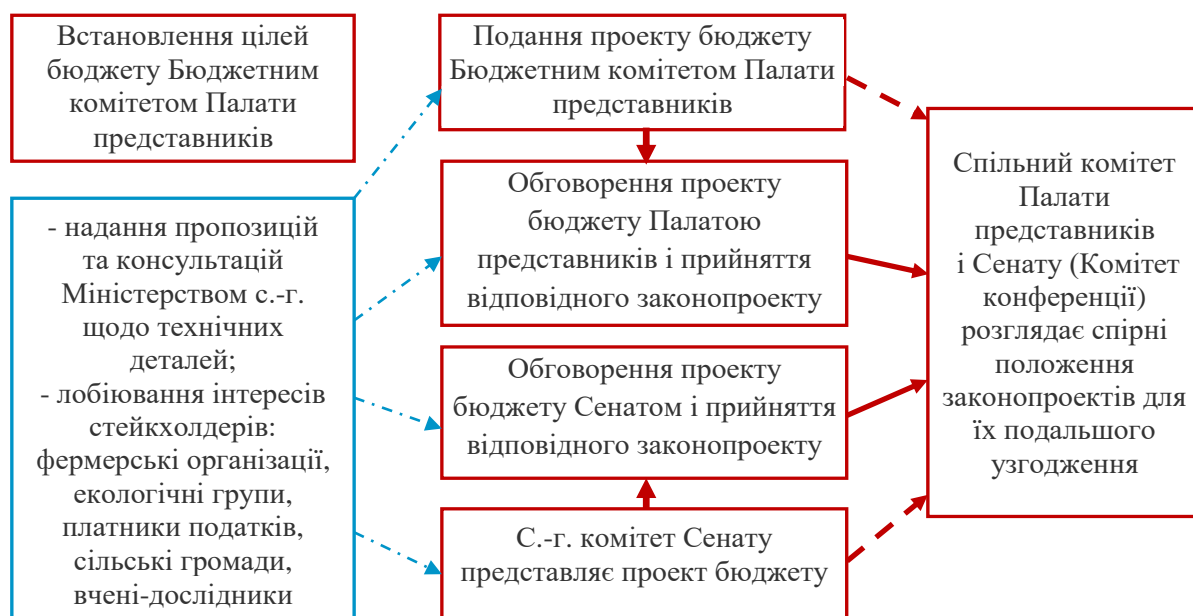 Встановлення цілей
бюджету Бюджетним
комітетом Палати
представників
- надання пропозицій
та консультацій
Міністерством с.-г.
щодо технічних
деталей;
- лобіювання інтересів
стейкхолдерів:
фермерські організації,
екологічні групи,
платники податків,
сільські громади,
вчені-дослідники
Подання проекту бюджету
Бюджетним комітетом Палати
представників
Обговорення проекту
бюджету Палатою
представників і прийняття
відповідного законопроекту
Обговорення проекту
бюджету Сенатом і прийняття
відповідного законопроекту
С.-г. комітет Сенату
представляє проект бюджету
Спільний комітет
Палати
представників
і Сенату (Комітет
конференції)
розглядає спірні
положення
законопроектів для
їх подальшого
узгодження